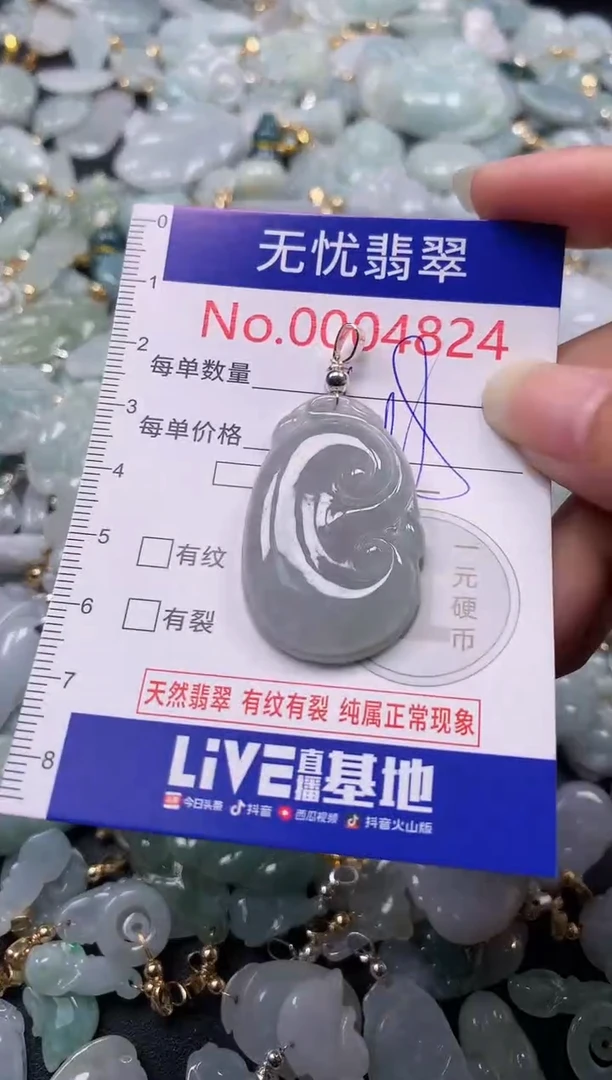 无忧翡翠
No.0004824
每单数量
每单价格
有纹
一元硬币
有裂
天然翡翠 有纹有裂 纯属正常现象
LiVE直播基地
今日头条 抖音 西瓜视频 抖音火山版
0
1
2
3
4
5
6
7
8